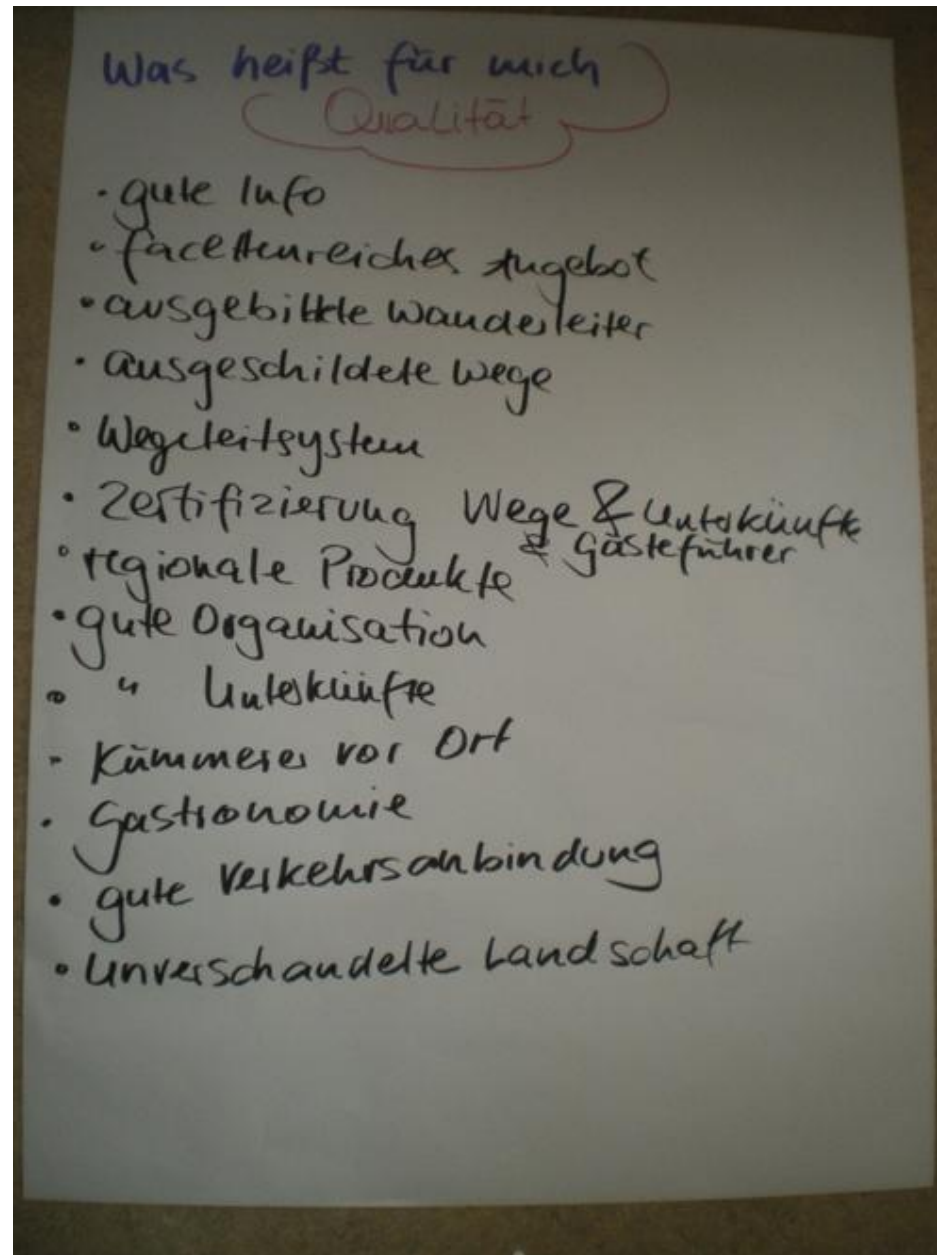 Was heißt für mich
Qualität
· gute Info
· facettenreiches Angebot
· ausgebildete Wanderleiter
· ausgeschildete Wege
· Wegeleitsystem
· Zertifizierung Wege & Unterkünfte
& Gästeführer
· regionale Produkte
· gute Organisation
· " Unterkünfte
- Kümmerer vor Ort
· Gastronomie
· gute Verkehrsanbindung
· Unverschandelte Landschaft